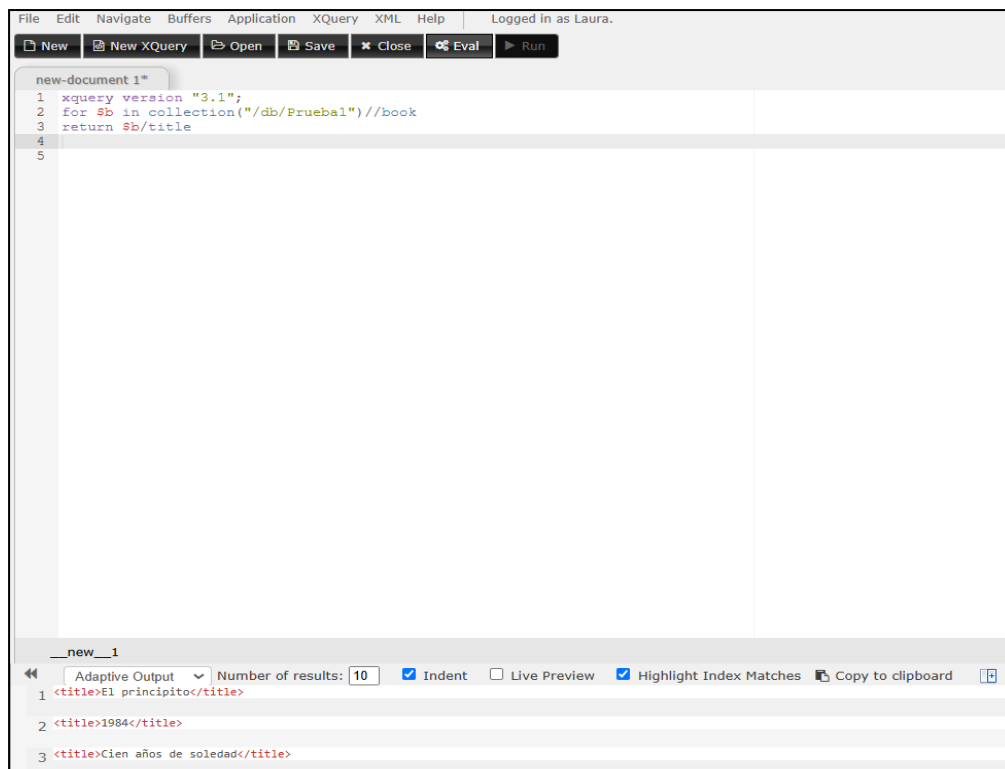 File Edit Navigate Buffers Application XQuery XML Help Logged in as Laura.
New New XQuery Open Save Close Eval Run
new-document 1*
1 xquery version "3.1";
2 for $b in collection("/db/Prueba1")//book
3 return $b/title
4
5
__new__1
Adaptive Output Number of results: 10 Indent Live Preview Highlight Index Matches Copy to clipboard
1 <title>El principito</title>
2 <title>1984</title>
3 <title>Cien años de soledad</title>